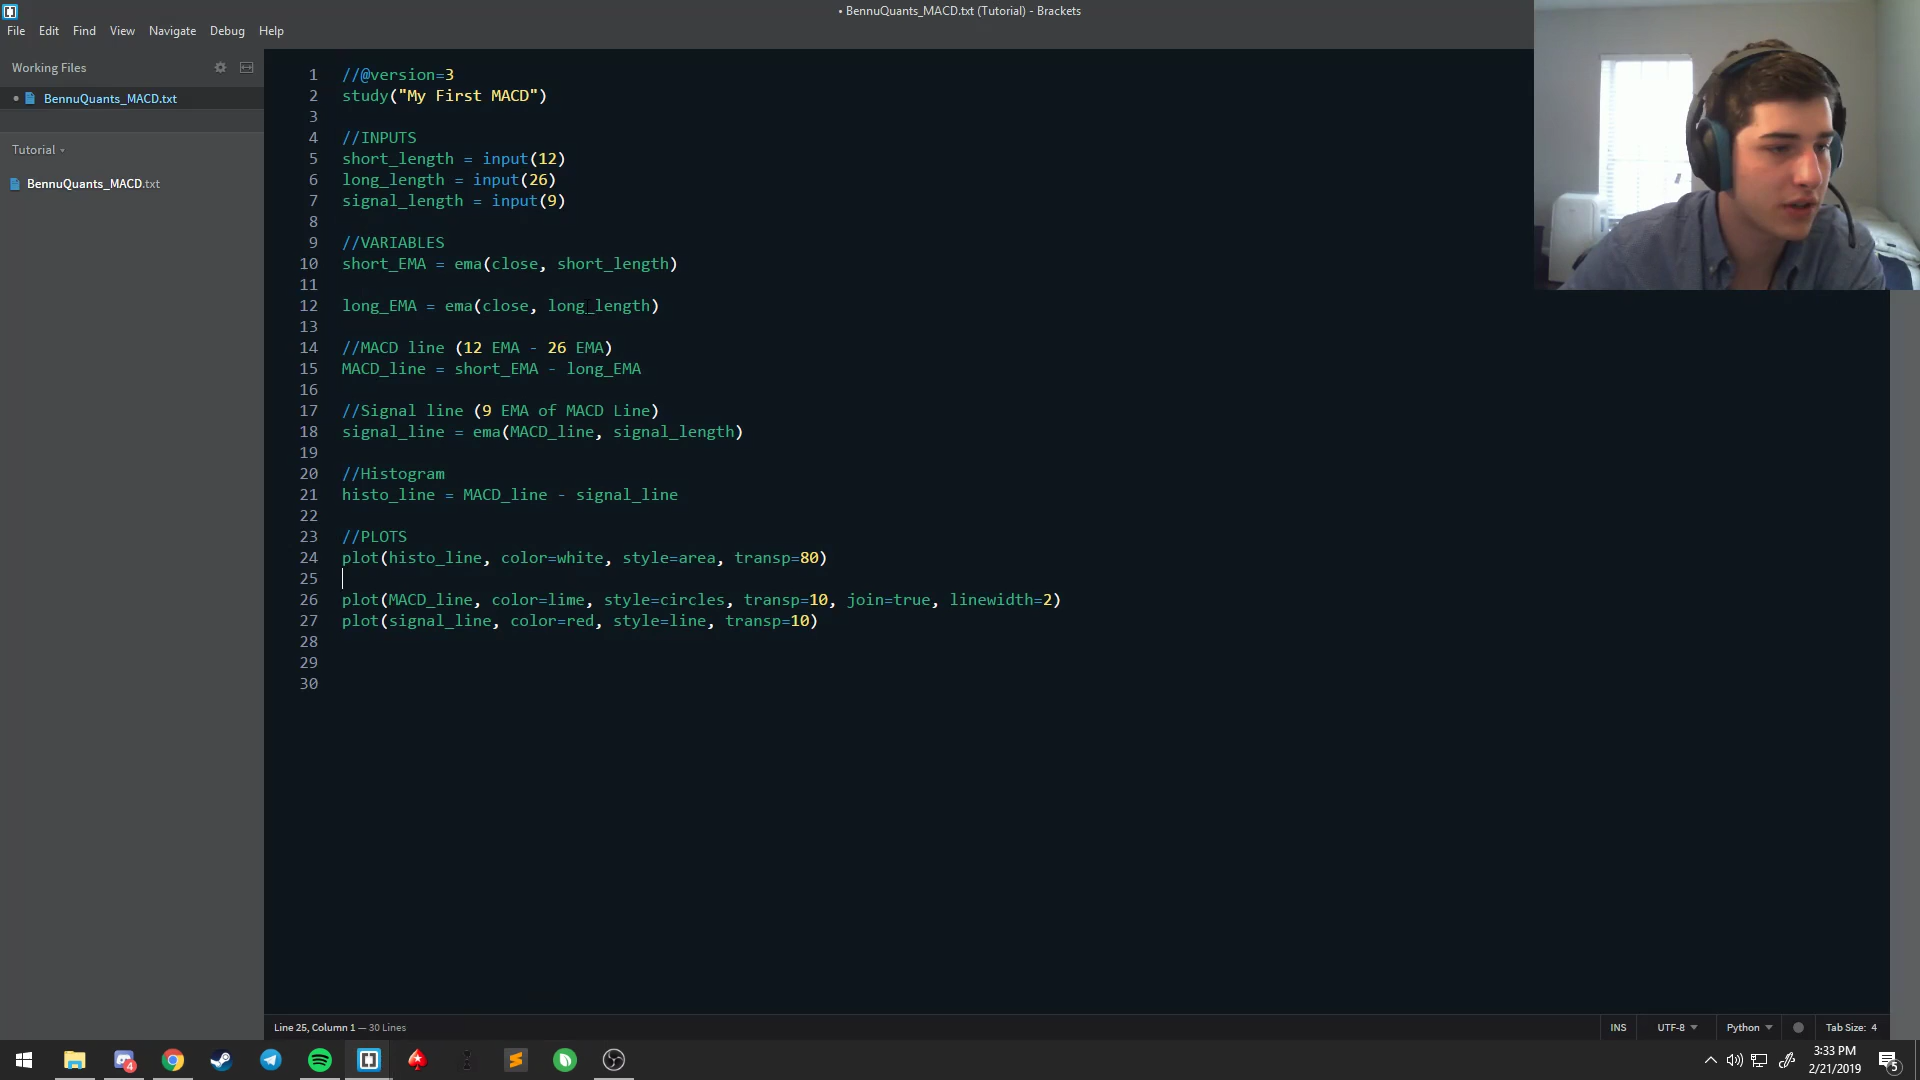 • BennuQuants_MACD.txt (Tutorial) - Brackets
File Edit Find View Navigate Debug Help
Working Files
• BennuQuants_MACD.txt
Tutorial
BennuQuants_MACD.txt
1 //@version=3
2 study("My First MACD")
3
4 //INPUTS
5 short_length = input(12)
6 long_length = input(26)
7 signal_length = input(9)
8
9 //VARIABLES
10 short_EMA = ema(close, short_length)
11
12 long_EMA = ema(close, long_length)
13
14 //MACD line (12 EMA - 26 EMA)
15 MACD_line = short_EMA - long_EMA
16
17 //Signal line (9 EMA of MACD Line)
18 signal_line = ema(MACD_line, signal_length)
19
20 //Histogram
21 histo_line = MACD_line - signal_line
22
23 //PLOTS
24 plot(histo_line, color=white, style=area, transp=80)
25
26 plot(MACD_line, color=lime, style=circles, transp=10, join=true, linewidth=2)
27 plot(signal_line, color=red, style=line, transp=10)
28
29
30
Line 25, Column 1 — 30 Lines
INS UTF-8 Python Tab Size: 4
4
3:33 PM
2/21/2019
5